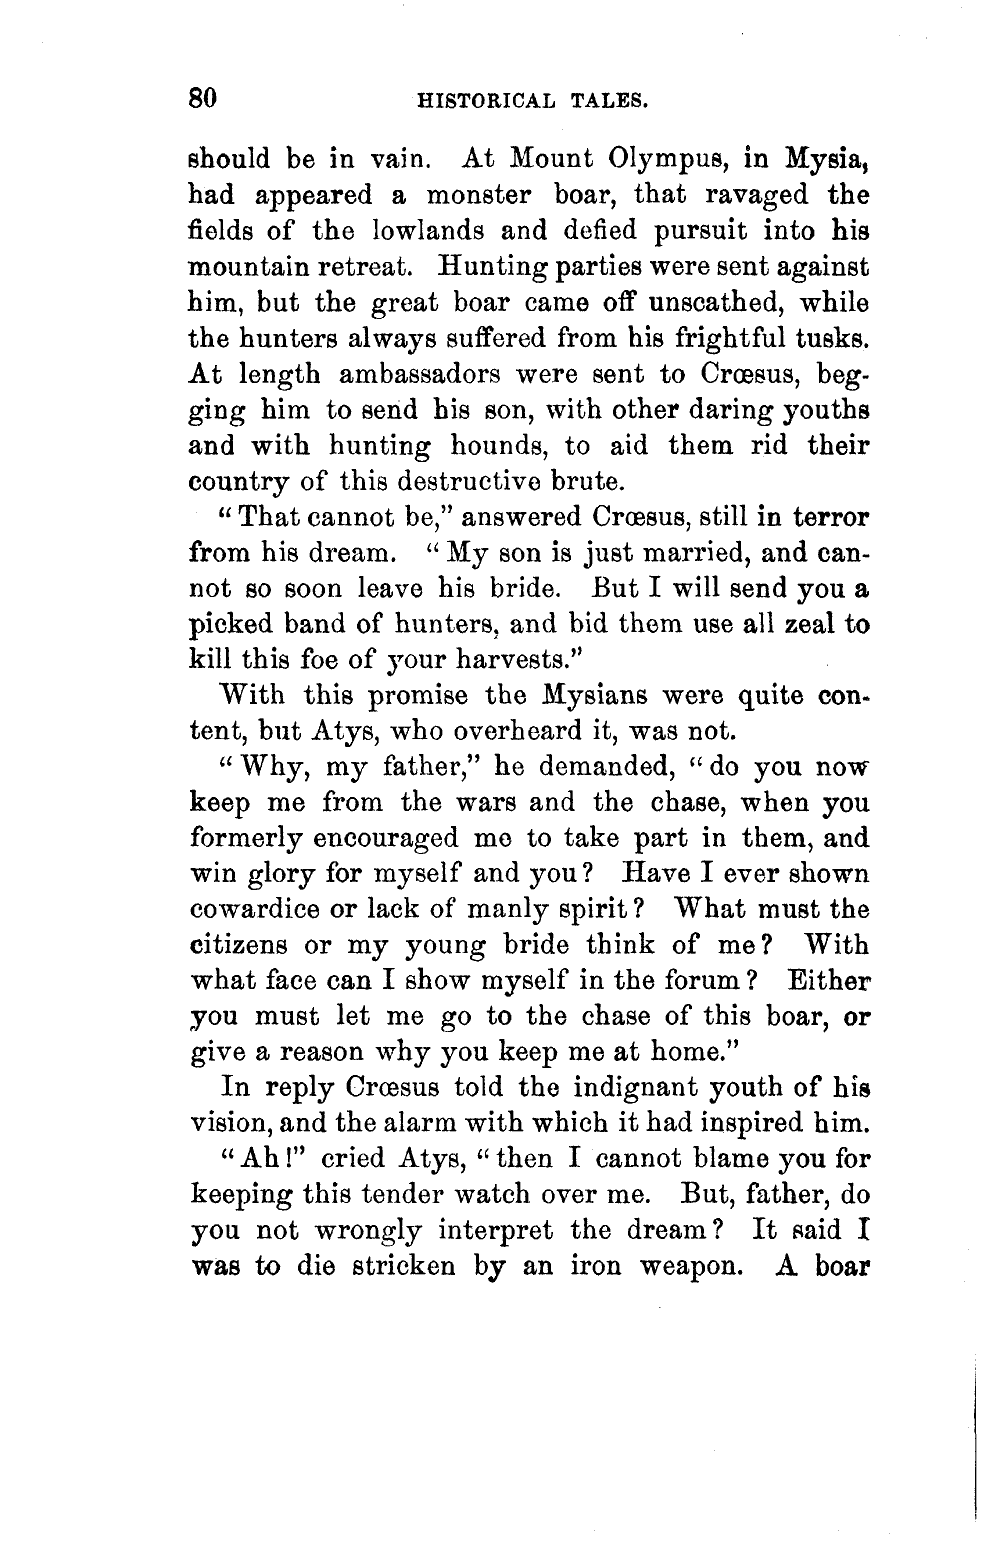 80 HISTORICAL TALES.
should be in vain. At Mount Olympus, in Mysia,
had appeared a monster boar, that ravaged the
fields of the lowlands and defied pursuit into his
mountain retreat. Hunting parties were sent against
him, but the great boar came off unscathed, while
the hunters always suffered from his frightful tusks.
At length ambassadors were sent to Crœsus, beg-
ging him to send his son, with other daring youths
and with hunting hounds, to aid them rid their
country of this destructive brute.
“That cannot be,” answered Crœsus, still in terror
from his dream. “My son is just married, and can-
not so soon leave his bride. But I will send you a
picked band of hunters, and bid them use all zeal to
kill this foe of your harvests.”
With this promise the Mysians were quite con-
tent, but Atys, who overheard it, was not.
“Why, my father,” he demanded, “do you now
keep me from the wars and the chase, when you
formerly encouraged me to take part in them, and
win glory for myself and you? Have I ever shown
cowardice or lack of manly spirit? What must the
citizens or my young bride think of me? With
what face can I show myself in the forum? Either
you must let me go to the chase of this boar, or
give a reason why you keep me at home.”
In reply Crœsus told the indignant youth of his
vision, and the alarm with which it had inspired him.
“Ah!” cried Atys, “then I cannot blame you for
keeping this tender watch over me. But, father, do
you not wrongly interpret the dream? It said I
was to die stricken by an iron weapon. A boar